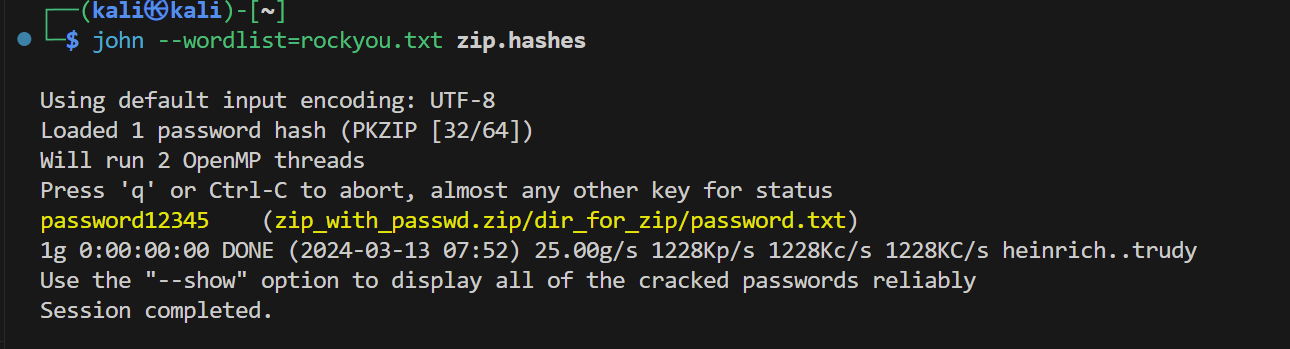 ┌──(kali㉿kali)-[~]
└─$ john --wordlist=rockyou.txt zip.hashes
Using default input encoding: UTF-8
Loaded 1 password hash (PKZIP [32/64])
Will run 2 OpenMP threads
Press 'q' or Ctrl-C to abort, almost any other key for status
password12345    (zip_with_passwd.zip/dir_for_zip/password.txt)
1g 0:00:00:00 DONE (2024-03-13 07:52) 25.00g/s 1228Kp/s 1228Kc/s 1228KC/s heinrich..trudy
Use the "--show" option to display all of the cracked passwords reliably
Session completed.